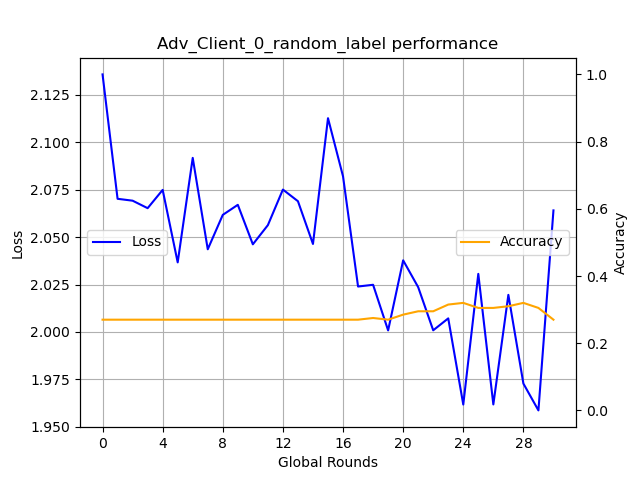 Adv_Client_0_random_label performance
2.125
2.100
2.075
2.050
2.025
2.000
1.975
1.950
Loss
Loss
Accuracy
1.0
0.8
0.6
0.4
0.2
0.0
Accuracy
0 4 8 12 16 20 24 28
Global Rounds